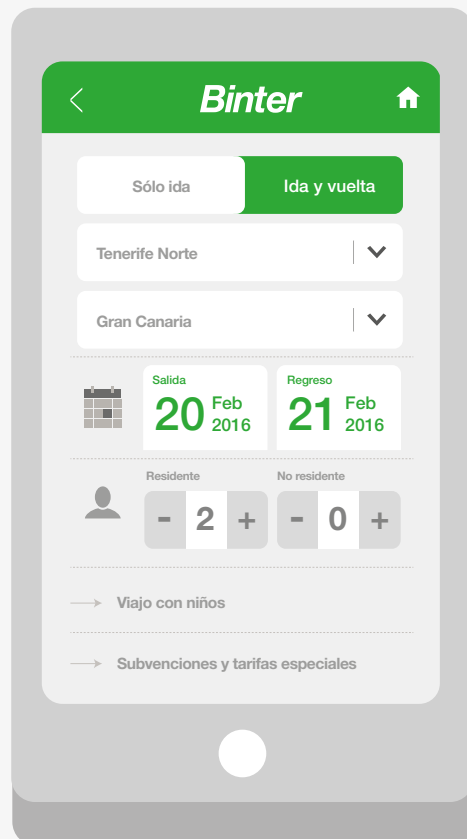 Binter
Sólo ida
Ida y vuelta
Tenerife Norte
Gran Canaria
Salida
20 Feb 2016
Regreso
21 Feb 2016
Residente
- 2 +
No residente
- 0 +
Viajo con niños
Subvenciones y tarifas especiales